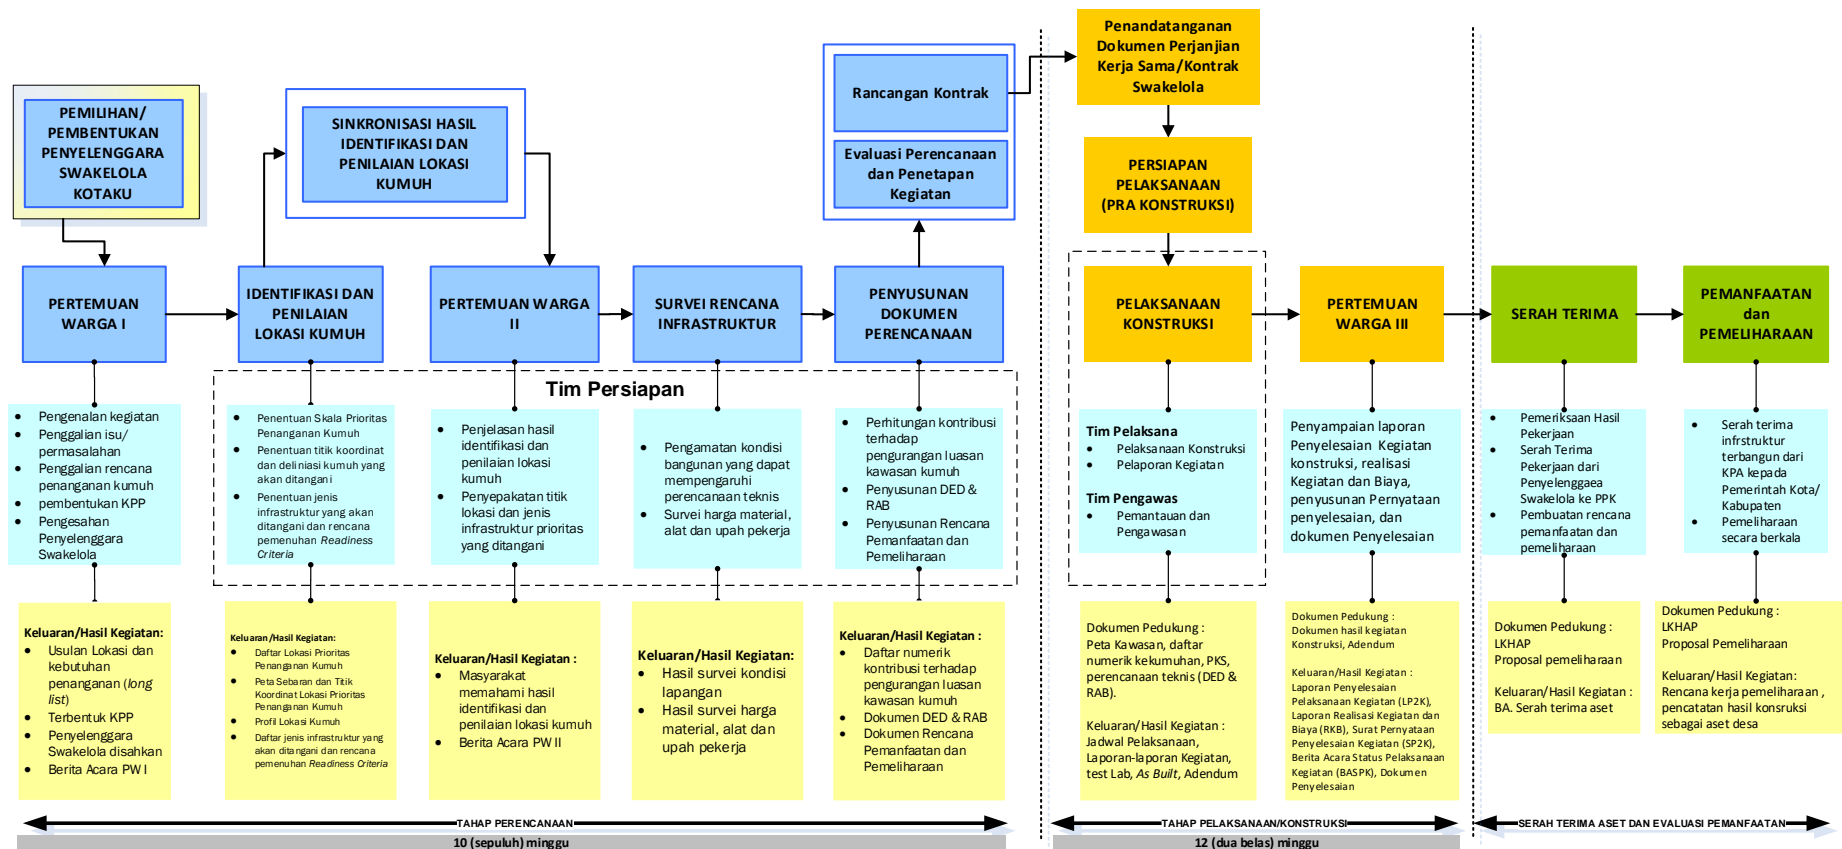 PEMILIHAN/
PEMBENTUKAN
PENYELENGGARA
SWAKELOLA
KOTAKU
SINKRONISASI HASIL
IDENTIFIKASI DAN
PENILAIAN LOKASI
KUMUH
Rancangan Kontrak
Evaluasi Perencanaan
dan Penetapan
Kegiatan
Penandatanganan
Dokumen Perjanjian
Kerja Sama/Kontrak
Swakelola
PERSIAPAN
PELAKSANAAN
(PRA KONSTRUKSI)
PERTEMUAN
WARGA I
IDENTIFIKASI DAN
PENILAIAN
LOKASI KUMUH
PERTEMUAN WARGA
II
SURVEI RENCANA
INFRASTRUKTUR
PENYUSUNAN
DOKUMEN
PERENCANAAN
PELAKSANAAN
KONSTRUKSI
PERTEMUAN
WARGA III
SERAH TERIMA
PEMANFAATAN
dan
PEMELIHARAAN
Tim Persiapan
• Pengenalan kegiatan
• Penggalian isu/
permasalahan
• Penggalian rencana
penanganan kumuh
• pembentukan KPP
• Pengesahan
Penyelenggara
Swakelola
• Penentuan Skala Prioritas
Penanganan Kumuh
• Penentuan titik koordinat
dan deliniasi kumuh yang
akan ditangani
• Penentuan jenis
infrastruktur yang akan
ditangani dan rencana
pemenuhan Readiness
Criteria
• Penjelasan hasil
identifikasi dan
penilaian lokasi
kumuh
• Penyepakatan titik
lokasi dan jenis
infrastruktur prioritas
yang ditangani
• Pengamatan kondisi
bangunan yang dapat
mempengaruhi
perencanaan teknis
• Survei harga material,
alat dan upah pekerja
• Perhitungan kontribusi
terhadap
pengurangan luasan
kawasan kumuh
• Penyusunan DED &
RAB
• Penyusunan Rencana
Pemanfaatan dan
Pemeliharaan
Tim Pelaksana
• Pelaksanaan Konstruksi
• Pelaporan Kegiatan
Tim Pengawas
• Pemantauan dan
Pengawasan
Penyampaian laporan
Penyelesaian Kegiatan
konstruksi, realisasi
Kegiatan dan Biaya,
penyusunan Pernyataan
penyelesaian, dan
dokumen Penyelesaian
• Pemeriksaan Hasil
Pekerjaan
• Serah Terima
Pekerjaan dari
Penyelenggaea
Swakelola ke PPK
• Pembuatan rencana
pemanfaatan dan
pemeliharaan
• Serah terima
infrstruktur
terbangun dari
KPA kepada
Pemerintah Kota/
Kabupaten
• Pemeliharaan
secara berkala
Keluaran/Hasil Kegiatan:
• Usulan Lokasi dan
kebutuhan
penanganan (long
list)
• Terbentuk KPP
• Penyelenggara
Swakelola disahkan
• Berita Acara PW I
Keluaran/Hasil Kegiatan:
• Daftar Lokasi Prioritas
Penanganan Kumuh
• Peta Sebaran dan Titik
Koordinat Lokasi Prioritas
Penanganan Kumuh
• Profil Lokasi Kumuh
• Daftar jenis infrastruktur yang
akan ditangani dan rencana
pemenuhan Readiness Criteria
Keluaran/Hasil Kegiatan :
• Masyarakat
memahami hasil
identifikasi dan
penilaian lokasi kumuh
• Berita Acara PW II
Keluaran/Hasil Kegiatan:
• Hasil survei kondisi
lapangan
• Hasil survei harga
material, alat dan
upah pekerja
Keluaran/Hasil Kegiatan :
• Daftar numerik
kontribusi terhadap
pengurangan luasan
kawasan kumuh
• Dokumen DED & RAB
• Dokumen Rencana
Pemanfaatan dan
Pemeliharaan
Dokumen Pedukung :
Peta Kawasan, daftar
numerik kekumuhan, PKS,
perencanaan teknis (DED &
RAB).
Keluaran/Hasil Kegiatan :
Jadwal Pelaksanaan,
Laporan-laporan Kegiatan,
test Lab, As Built, Adendum
Dokumen Pedukung :
Dokumen hasil kegiatan
Konstruksi, Adendum
Keluaran/Hasil Kegiatan :
Laporan Penyelesaian
Pelaksanaan Kegiatan (LP2K),
Laporan Realisasi Kegiatan dan
Biaya (RKB), Surat Pernyataan
Penyelesaian Kegiatan (SP2K),
Berita Acara Status Pelaksanaan
Kegiatan (BASPK), Dokumen
Penyelesaian
Dokumen Pedukung :
LKHAP
Proposal pemeliharaan
Keluaran/Hasil Kegiatan :
BA. Serah terima aset
Dokumen Pedukung :
LKHAP
Proposal Pemeliharaan
Keluaran/Hasil Kegiatan:
Rencana kerja pemeliharaan ,
pencatatan hasil konsruksi
sebagai aset desa
TAHAP PERENCANAAN
TAHAP PELAKSANAAN/KONSTRUKSI
SERAH TERIMA ASET DAN EVALUASI PEMANFAATAN
10 (sepuluh) minggu
12 (dua belas) minggu